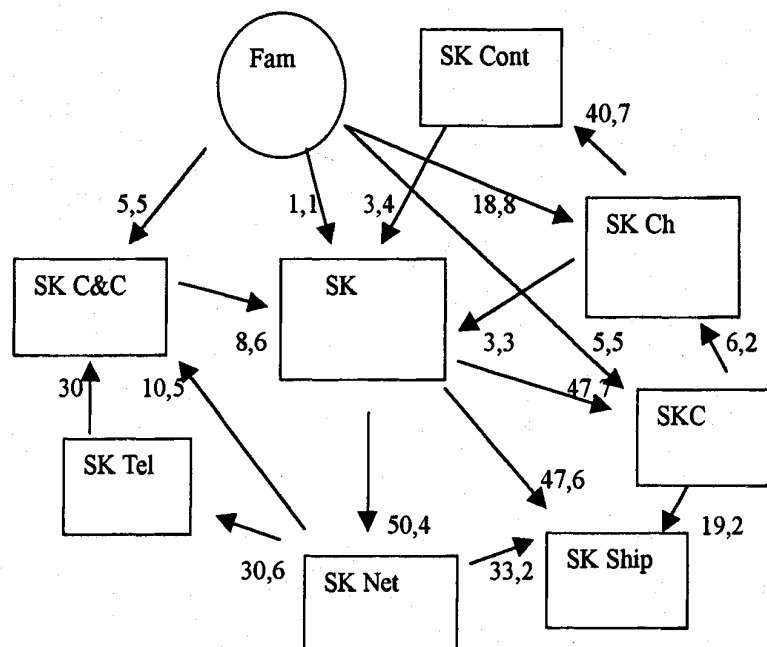 Fam
SK Cont
40,7
5,5
1,1
3,4
18,8
SK Ch
SK C&C
SK
8,6
3,3
5,5
6,2
30
10,5
47,7
SKC
SK Tel
47,6
50,4
19,2
30,6
SK Net
33,2
SK Ship